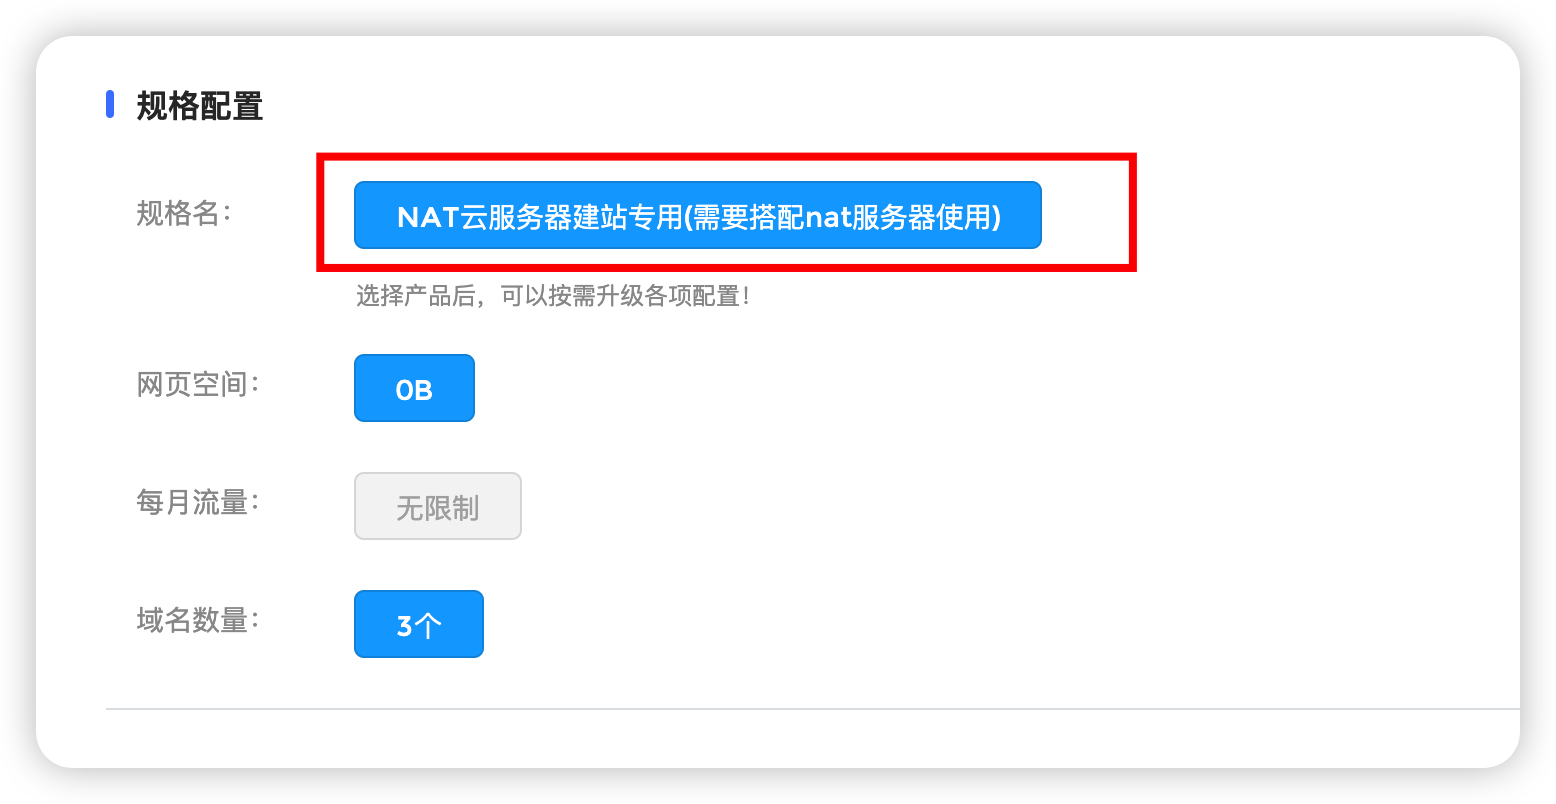 规格配置
规格名：
NAT云服务器建站专用(需要搭配nat服务器使用)
选择产品后，可以按需升级各项配置！
网页空间：
0B
每月流量：
无限制
域名数量：
3个